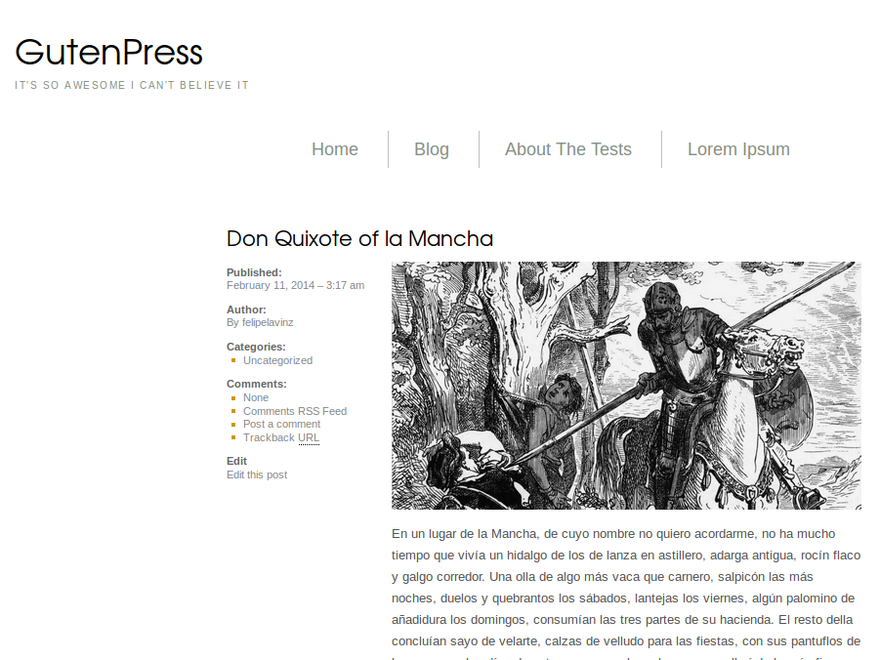 GutenPress
IT'S SO AWESOME I CAN'T BELIEVE IT
Home
Blog
About The Tests
Lorem Ipsum
Don Quixote of la Mancha
Published:
February 11, 2014 – 3:17 am
Author:
By felipelavinz
Categories:
Uncategorized
Comments:
None
Comments RSS Feed
Post a comment
Trackback URL
Edit
Edit this post
En un lugar de la Mancha, de cuyo nombre no quiero acordarme, no ha mucho
tiempo que vivía un hidalgo de los de lanza en astillero, adarga antigua, rocín flaco
y galgo corredor. Una olla de algo más vaca que carnero, salpicón las más
noches, duelos y quebrantos los sábados, lantejas los viernes, algún palomino de
añadidura los domingos, consumían las tres partes de su hacienda. El resto della
concluían sayo de velarte, calzas de velludo para las fiestas, con sus pantuflos de